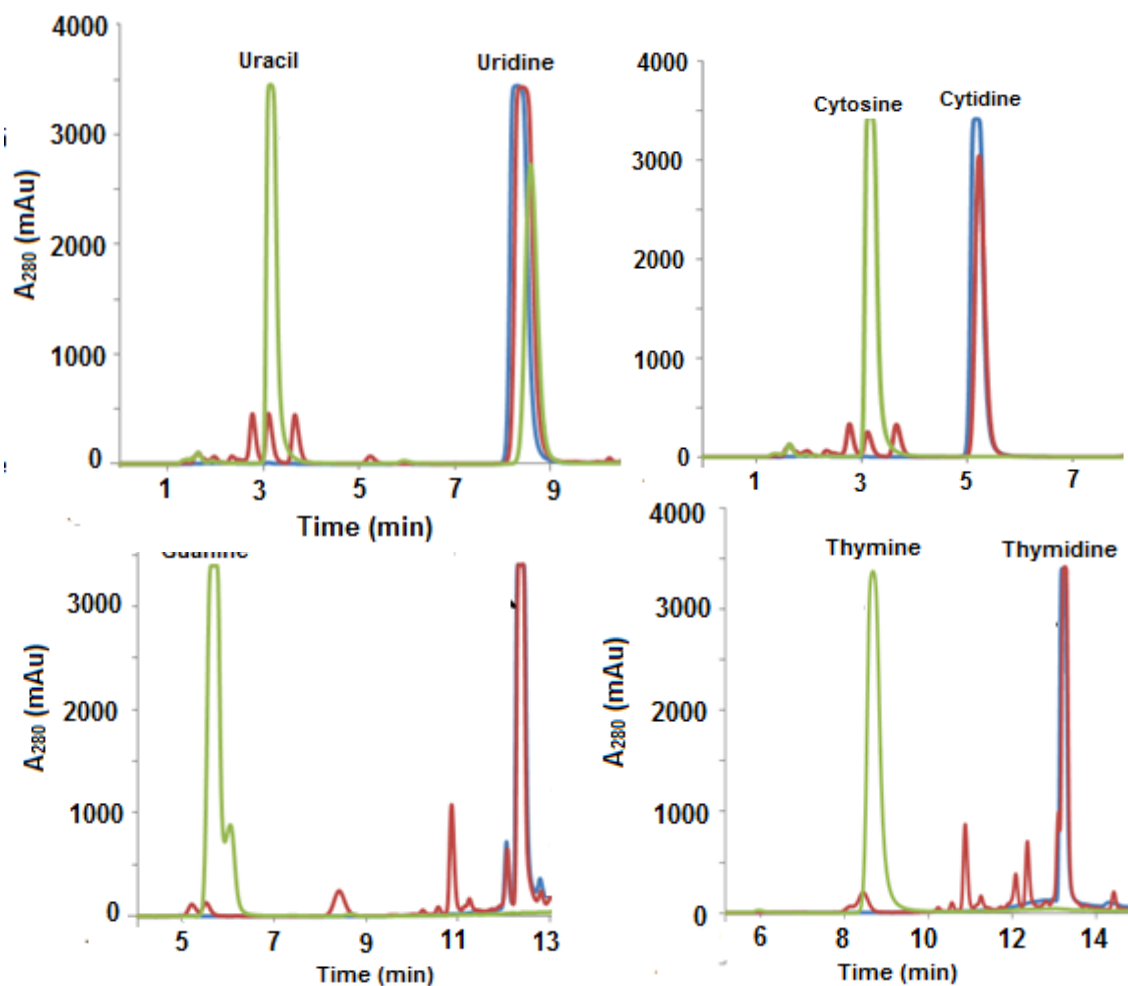 4000
Uracil
Uridine
3000
2000
1000
0
A280 (mAu)
1 3 5 7 9
Time (min)
4000
Cytosine Cytidine
3000
2000
1000
0
1 3 5 7
Guanine
3000
2000
1000
0
A280 (mAu)
5 7 9 11 13
Time (min)
4000
Thymine Thymidine
3000
2000
1000
0
A280 (mAu)
6 8 10 12 14
Time (min)